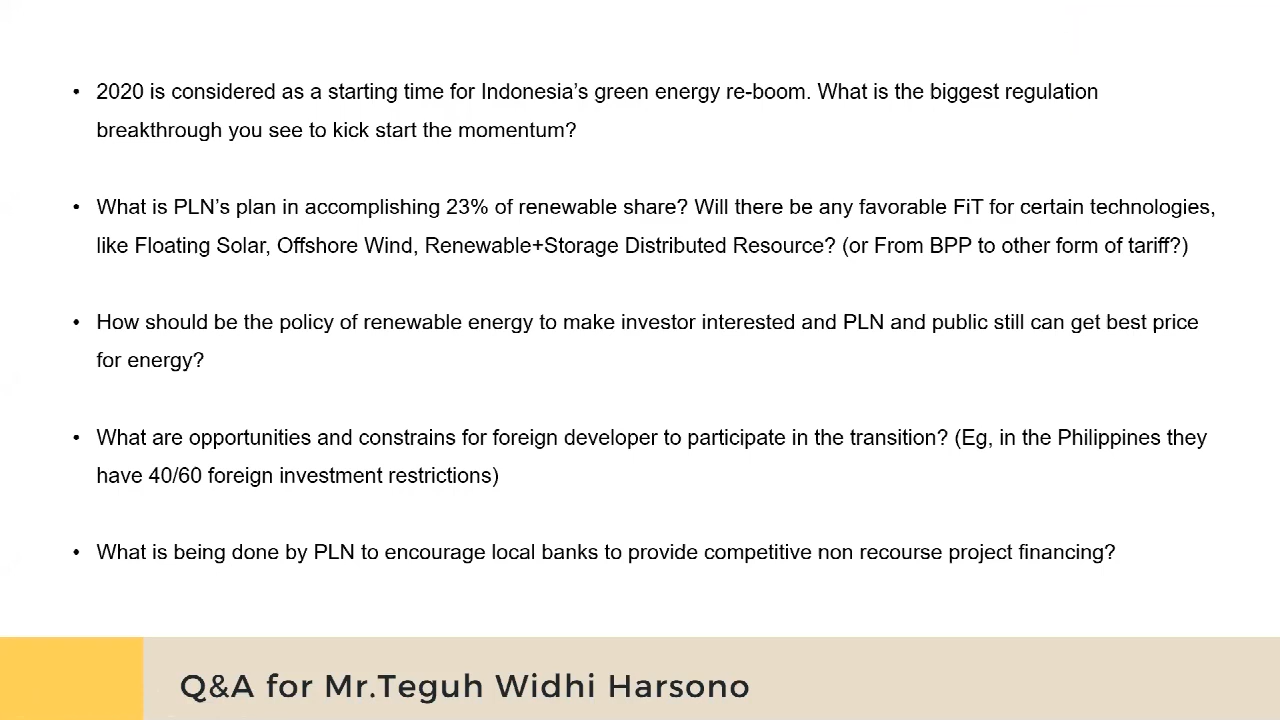 • 2020 is considered as a starting time for Indonesia's green energy re-boom. What is the biggest regulation
breakthrough you see to kick start the momentum?
• What is PLN's plan in accomplishing 23% of renewable share? Will there be any favorable FiT for certain technologies,
like Floating Solar, Offshore Wind, Renewable+Storage Distributed Resource? (or From BPP to other form of tariff?)
• How should be the policy of renewable energy to make investor interested and PLN and public still can get best price
for energy?
• What are opportunities and constrains for foreign developer to participate in the transition? (Eg, in the Philippines they
have 40/60 foreign investment restrictions)
• What is being done by PLN to encourage local banks to provide competitive non recourse project financing?
Q&A for Mr.Teguh Widhi Harsono